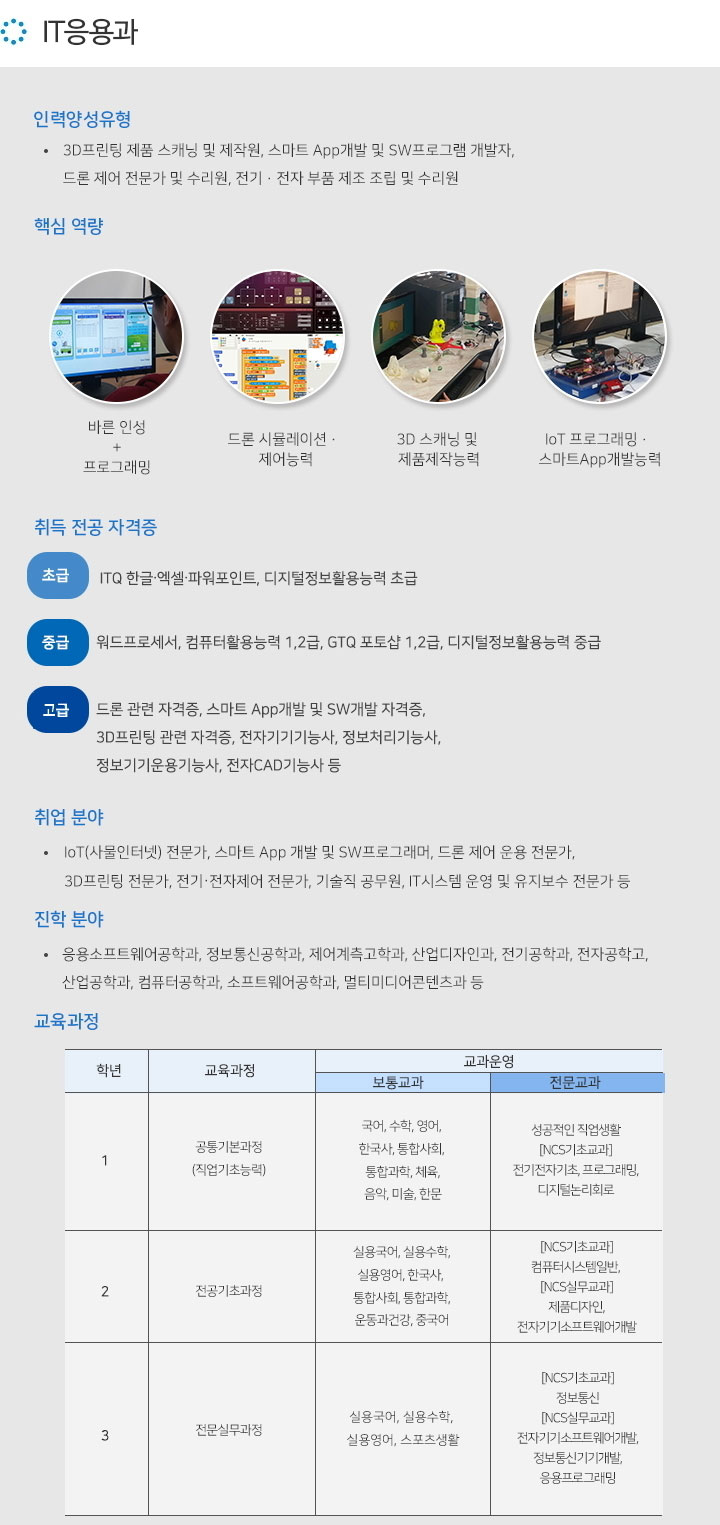 IT응용과
인력양성유형
• 3D프린팅 제품 스캐닝 및 제작원, 스마트 App개발 및 SW프로그램 개발자,
드론 제어 전문가 및 수리원, 전기 · 전자 부품 제조 조립 및 수리원
핵심 역량
바른 인성
+
프로그래밍
드론 시뮬레이션 ·
제어능력
3D 스캐닝 및
제품제작능력
IoT 프로그래밍 ·
스마트App개발능력
취득 전공 자격증
초급 ITQ 한글·엑셀·파워포인트, 디지털정보활용능력 초급
중급 워드프로세서, 컴퓨터활용능력 1,2급, GTQ 포토샵 1,2급, 디지털정보활용능력 중급
고급 드론 관련 자격증, 스마트 App개발 및 SW개발 자격증,
3D프린팅 관련 자격증, 전자기기기능사, 정보처리기능사,
정보기기운용기능사, 전자CAD기능사 등
취업 분야
• IoT(사물인터넷) 전문가, 스마트 App 개발 및 SW프로그래머, 드론 제어 운용 전문가,
3D프린팅 전문가, 전기·전자제어 전문가, 기술직 공무원, IT시스템 운영 및 유지보수 전문가 등
진학 분야
• 응용소프트웨어공학과, 정보통신공학과, 제어계측고학과, 산업디자인과, 전기공학과, 전자공학고,
산업공학과, 컴퓨터공학과, 소프트웨어공학과, 멀티미디어콘텐츠과 등
교육과정
학년 교육과정 교과운영
보통교과 전문교과
1
공통기본과정
(직업기초능력)
국어, 수학, 영어,
한국사, 통합사회,
통합과학, 체육,
음악, 미술, 한문
성공적인 직업생활
[NCS기초교과]
전기전자기초, 프로그래밍,
디지털논리회로
2
전공기초과정
실용국어, 실용수학,
실용영어, 한국사,
통합사회, 통합과학,
운동과건강, 중국어
[NCS기초교과]
컴퓨터시스템일반,
[NCS실무교과]
제품디자인,
전자기기소프트웨어개발
3
전문실무과정
실용국어, 실용수학,
실용영어, 스포츠생활
[NCS기초교과]
정보통신
[NCS실무교과]
전자기기소프트웨어개발,
정보통신기기개발,
응용프로그래밍